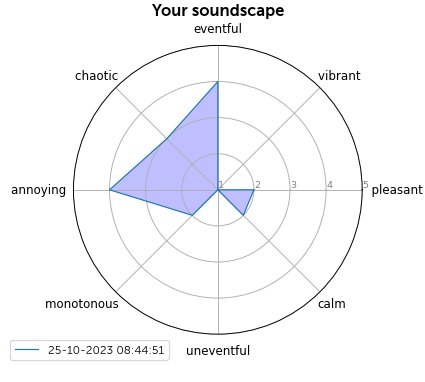 Your soundscape
eventful
chaotic
vibrant
annoying
1 2 3 4 5
pleasant
monotonous
calm
uneventful
25-10-2023 08:44:51